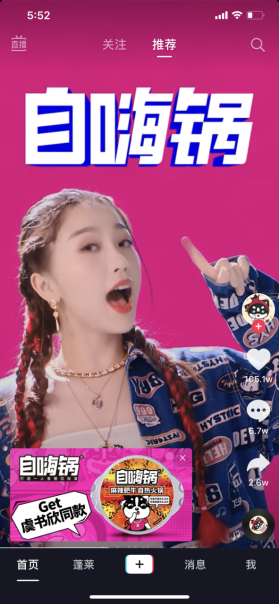 5:52
直播
关注
推荐
自嗨锅
106.1w
6.7w
2.6w
自嗨锅
自嗨锅
麻辣肥牛自热火锅
Get
虞书欣同款
首页
蓬莱
消息
我